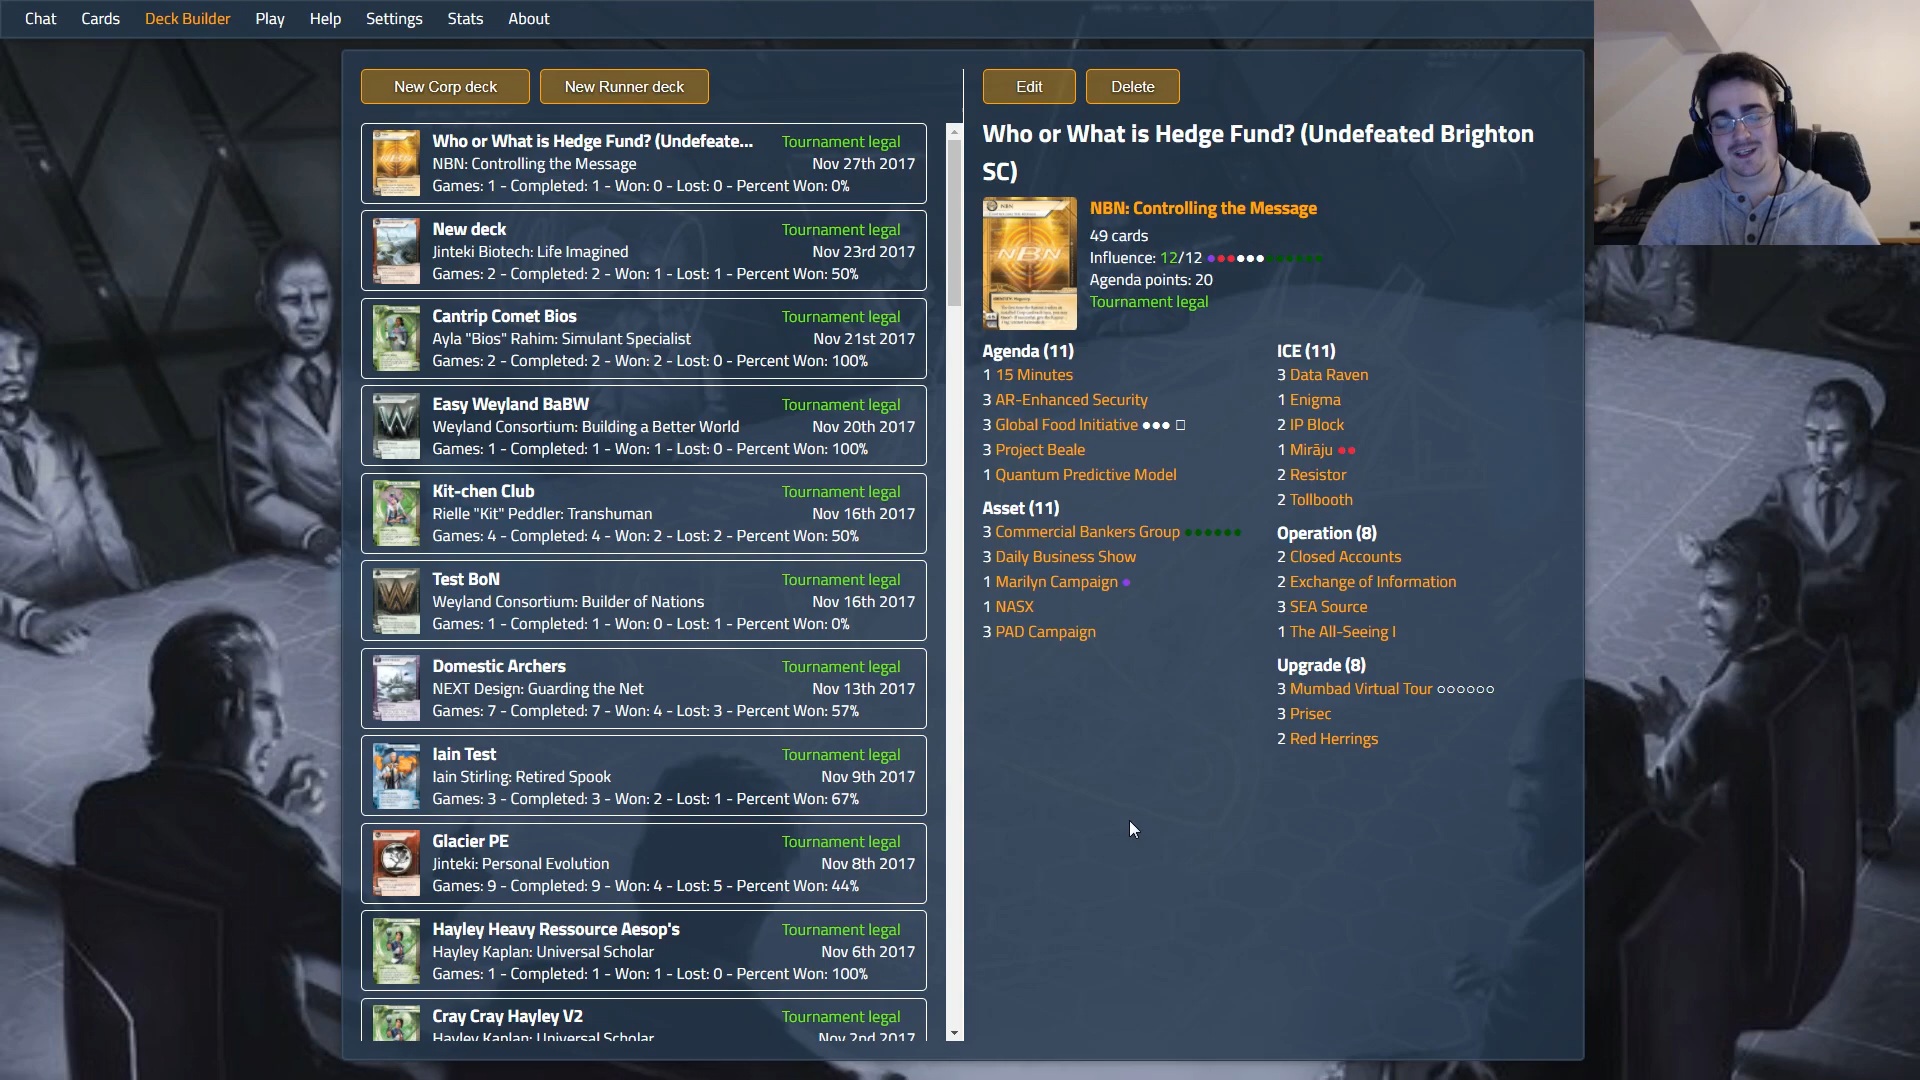 Chat Cards Deck Builder Play Help Settings Stats About
New Corp deck New Runner deck
Who or What is Hedge Fund? (Undefeate... Tournament legal
NBN: Controlling the Message Nov 27th 2017
Games: 1 - Completed: 1 - Won: 0 - Lost: 0 - Percent Won: 0%
New deck Tournament legal
Jinteki Biotech: Life Imagined Nov 23rd 2017
Games: 2 - Completed: 2 - Won: 1 - Lost: 1 - Percent Won: 50%
Cantrip Comet Bios Tournament legal
Ayla "Bios" Rahim: Simulant Specialist Nov 21st 2017
Games: 2 - Completed: 2 - Won: 2 - Lost: 0 - Percent Won: 100%
Easy Weyland BaBW Tournament legal
Weyland Consortium: Building a Better World Nov 20th 2017
Games: 1 - Completed: 1 - Won: 1 - Lost: 0 - Percent Won: 100%
Kit-chen Club Tournament legal
Rielle "Kit" Peddler: Transhuman Nov 16th 2017
Games: 4 - Completed: 4 - Won: 2 - Lost: 2 - Percent Won: 50%
Test BoN Tournament legal
Weyland Consortium: Builder of Nations Nov 16th 2017
Games: 1 - Completed: 1 - Won: 0 - Lost: 1 - Percent Won: 0%
Domestic Archers Tournament legal
NEXT Design: Guarding the Net Nov 13th 2017
Games: 7 - Completed: 7 - Won: 4 - Lost: 3 - Percent Won: 57%
Iain Test Tournament legal
Iain Stirling: Retired Spook Nov 9th 2017
Games: 3 - Completed: 3 - Won: 2 - Lost: 1 - Percent Won: 67%
Glacier PE Tournament legal
Jinteki: Personal Evolution Nov 8th 2017
Games: 9 - Completed: 9 - Won: 4 - Lost: 5 - Percent Won: 44%
Hayley Heavy Ressource Aesop's Tournament legal
Hayley Kaplan: Universal Scholar Nov 6th 2017
Games: 1 - Completed: 1 - Won: 1 - Lost: 0 - Percent Won: 100%
Cray Cray Hayley V2 Tournament legal
Hayley Kaplan: Universal Scholar Nov 2nd 2017
Edit Delete
Who or What is Hedge Fund? (Undefeated Brighton
SC)
NBN
NBN: Controlling the Message
49 cards
Influence: 12/12
Agenda points: 20
Tournament legal
Agenda (11)
1 15 Minutes
3 AR-Enhanced Security
3 Global Food Initiative
3 Project Beale
1 Quantum Predictive Model
Asset (11)
3 Commercial Bankers Group
3 Daily Business Show
1 Marilyn Campaign
1 NASX
3 PAD Campaign
ICE (11)
3 Data Raven
1 Enigma
2 IP Block
1 Mirāju
2 Resistor
2 Tollbooth
Operation (8)
2 Closed Accounts
2 Exchange of Information
3 SEA Source
1 The All-Seeing I
Upgrade (8)
3 Mumbad Virtual Tour
3 Prisec
2 Red Herrings